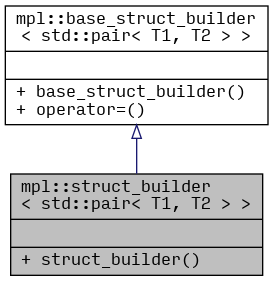 mpl::base_struct_builder
< std::pair< T1, T2 > >
+ base_struct_builder()
+ operator=()
mpl::struct_builder
< std::pair< T1, T2 > >
+ struct_builder()